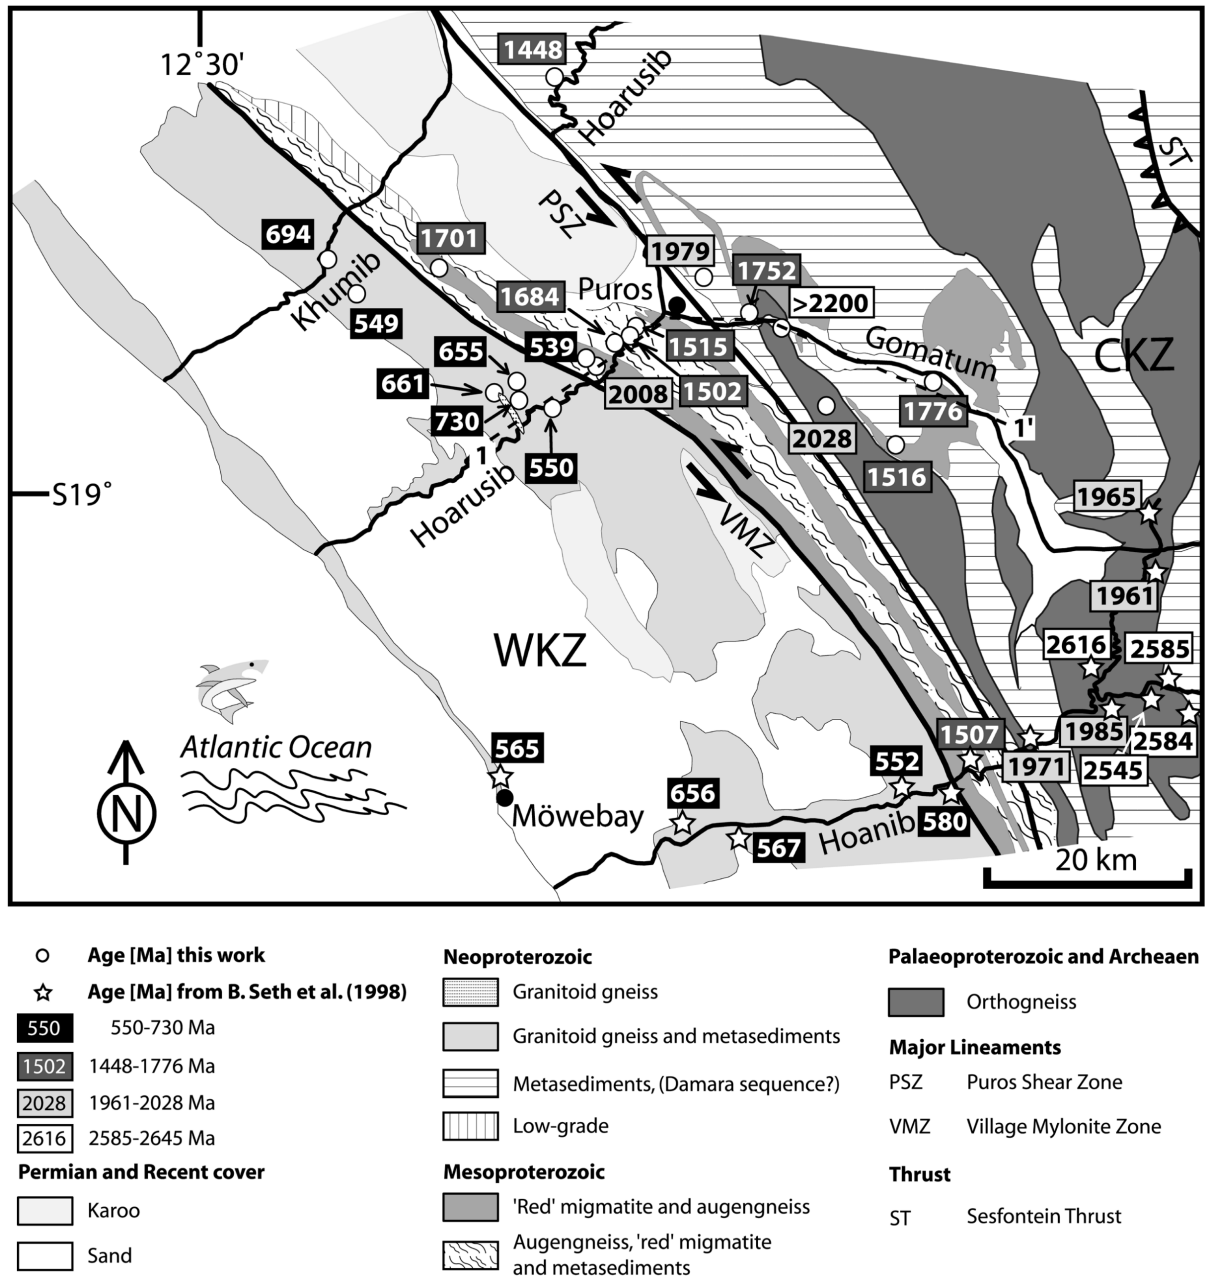 12°30'
1448
Hoarusib
ST
PSZ
694
1701
1979
1752
Khumib
1684
Puros
>2200
549
Gomatum
CKZ
655
539
1515
661
2008
1502
1776
730
1'
2028
1
550
1516
S19°
Hoarusib
1965
VMZ
1961
WKZ
2616
2585
Atlantic Ocean
565
1507
1985
2584
552
1971
2545
N
656
Möwebay
Hoanib
580
567
20 km
Age [Ma] this work
Age [Ma] from B. Seth et al. (1998)
550 550-730 Ma
1502 1448-1776 Ma
2028 1961-2028 Ma
2616 2585-2645 Ma
Permian and Recent cover
Karoo
Sand
Neoproterozoic
Granitoid gneiss
Granitoid gneiss and metasediments
Metasediments, (Damara sequence?)
Low-grade
Mesoproterozoic
'Red' migmatite and augengneiss
Augengneiss, 'red' migmatite
and metasediments
Palaeoproterozoic and Archeaen
Orthogneiss
Major Lineaments
PSZ Puros Shear Zone
VMZ Village Mylonite Zone
Thrust
ST Sesfontein Thrust